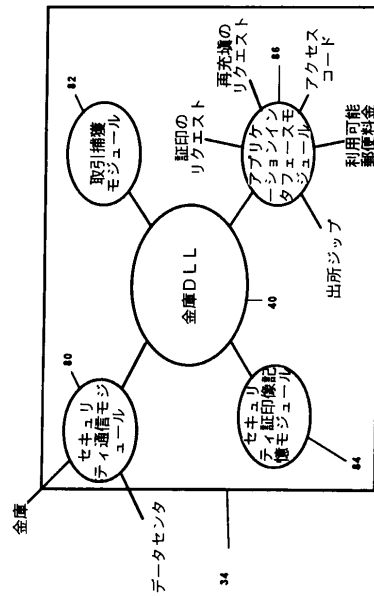 金庫
80
セキュリ
ティ通信モジ
ュール
データセンタ
82
取引捕獲
モジュール
金庫DLL
40
34
セキュリ
ティ証印像記
憶モジュール
84
証印の
リクエスト
再充塡の
リクエスト
86
アプリケ
ーションイン
タフェースモ
ジュール
アクセス
コード
利用可能
郵便料金
出所ジップ